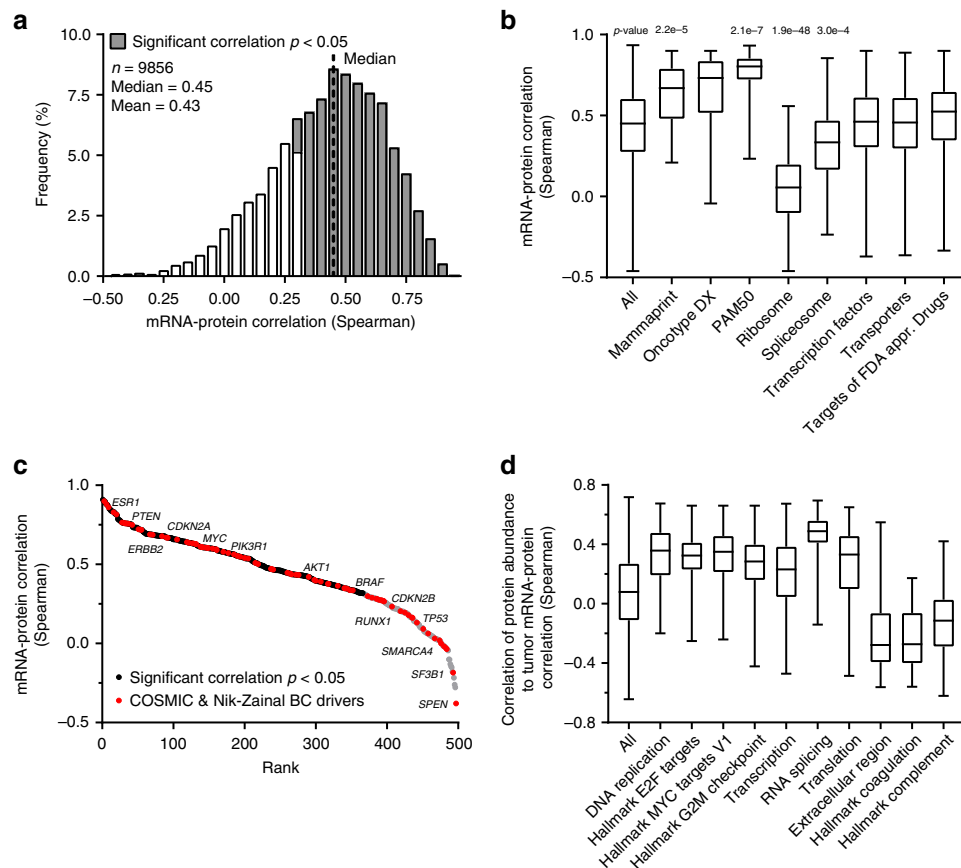 a
10.0
7.5
5.0
2.5
0.0
Frequency (%)
Significant correlation p < 0.05
n = 9856
Median = 0.45
Mean = 0.43
Median
−0.50
0.00
0.25
0.50
0.75
mRNA-protein correlation (Spearman)
b
p-value
2.2e–5
2.1e–7
1.9e–48
3.0e–4
1.0
0.5
0.0
−0.5
mRNA-protein correlation
(Spearman)
All
Mammaprint
Oncotype DX
PAM50
Ribosome
Spliceosome
Transcription factors
Transporters
Targets of FDA appr. Drugs
c
1.0
0.5
0.0
−0.5
mRNA-protein correlation
(Spearman)
ESR1
PTEN
ERBB2
CDKN2A
MYC
PIK3R1
AKT1
BRAF
CDKN2B
RUNX1
TP53
SMARCA4
SF3B1
SPEN
Significant correlation p < 0.05
COSMIC & Nik-Zainal BC drivers
0
100
200
300
400
500
Rank
d
0.8
0.4
0.0
−0.4
−0.8
Correlation of protein abundance
to tumor mRNA-protein
correlation (Spearman)
All
DNA replication
Hallmark E2F targets
Hallmark MYC targets V1
Hallmark G2M checkpoint
Transcription
RNA splicing
Translation
Extracellular region
Hallmark coagulation
Hallmark complement